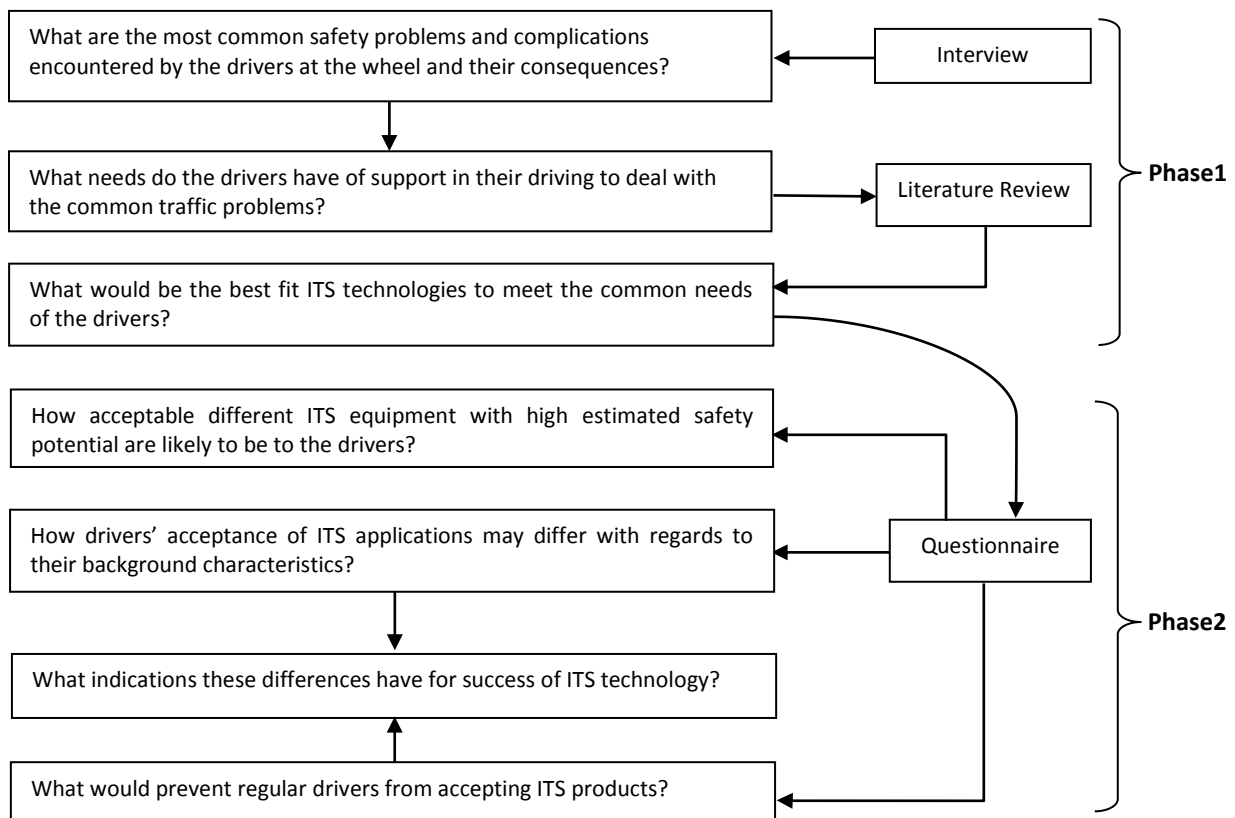 What are the most common safety problems and complications
encountered by the drivers at the wheel and their consequences?
Interview
What needs do the drivers have of support in their driving to deal with
the common traffic problems?
Literature Review
Phase1
What would be the best fit ITS technologies to meet the common needs
of the drivers?
How acceptable different ITS equipment with high estimated safety
potential are likely to be to the drivers?
How drivers’ acceptance of ITS applications may differ with regards to
their background characteristics?
Questionnaire
Phase2
What indications these differences have for success of ITS technology?
What would prevent regular drivers from accepting ITS products?